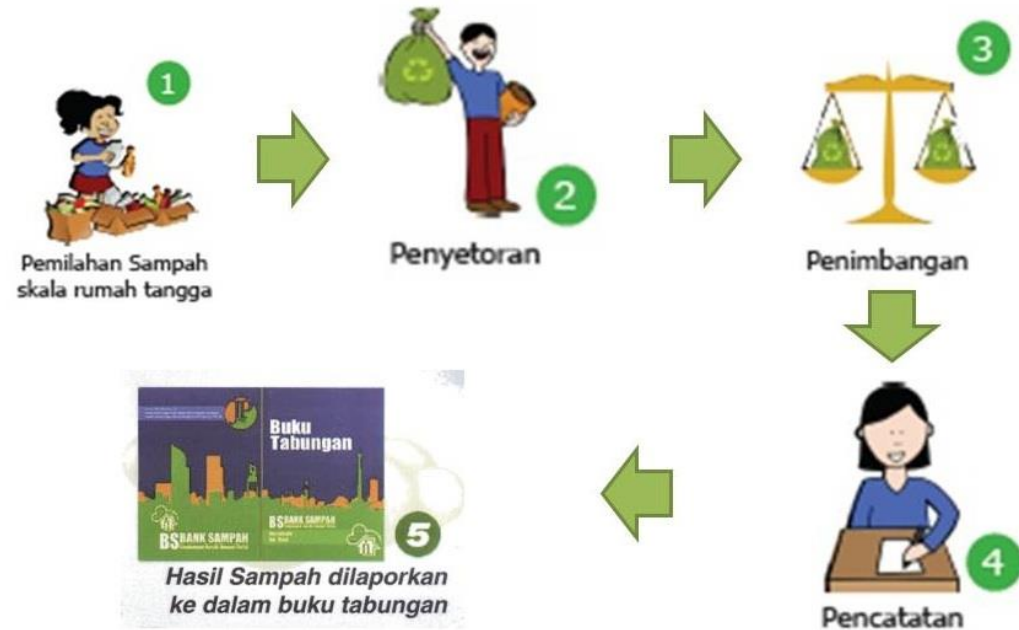 1
Pemilahan Sampah
skala rumah tangga
2
Penyetoran
3
Penimbangan
4
Pencatatan
Buku
Tabungan
BS BANK SAMPAH
BS BANK SAMPAH
5
Hasil Sampah dilaporkan
ke dalam buku tabungan